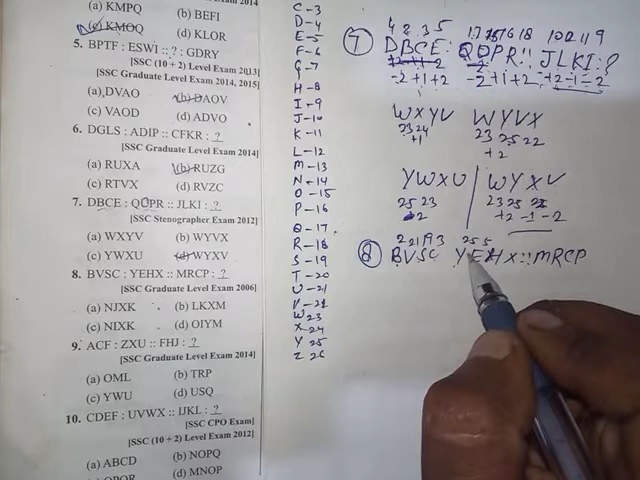 (a) KMPQ (b) BEFI
(c) KMOQ (d) KLOR
5. BPTF : ESWI :: ? : GDRY
[SSC (10 + 2) Level Exam 2013]
[SSC Graduate Level Exam 2014, 2015]
(a) DVAO (b) DAOV
(c) VAOD (d) ADVO
6. DGLS : ADIP :: CFKR : ?
[SSC Graduate Level Exam 2014]
(a) RUXA (b) RUZG
(c) RTVX (d) RVZC
7. DBCE : QOPR :: JLKI : ?
[SSC Stenographer Exam 2012]
(a) WXYV (b) WYVX
(c) YWXU (d) WYXV
8. BVSC : YEHX :: MRCP : ?
[SSC Graduate Level Exam 2006]
(a) NJXK (b) LKXM
(c) NIXK (d) OIYM
9. ACF : ZXU :: FHJ : ?
[SSC Graduate Level Exam 2014]
(a) OML (b) TRP
(c) YWU (d) USQ
10. CDEF : UVWX :: IJKL : ?
[SSC CPO Exam]
[SSC (10 + 2) Level Exam 2012]
(a) ABCD (b) NOPQ
(d) MNOP
C-3
D-4
E-5
F-6
G-7
H-8
I-9
J-10
K-11
L-12
M-13
N-14
O-15
P-16
Q-17
R-18
S-19
T-20
U-21
W 23
X 24
Y 25
Z 26
4 2 3 5
7 DBCE: QOPR:: JLKI:?
-2+1+2 -2+1+2 +2-1-2
WXYV WYVX
23 24 23 25 22
+1 +2
YWXU WYXV
25 23
+2-1-2
8 BVSC YEHX::MRCP